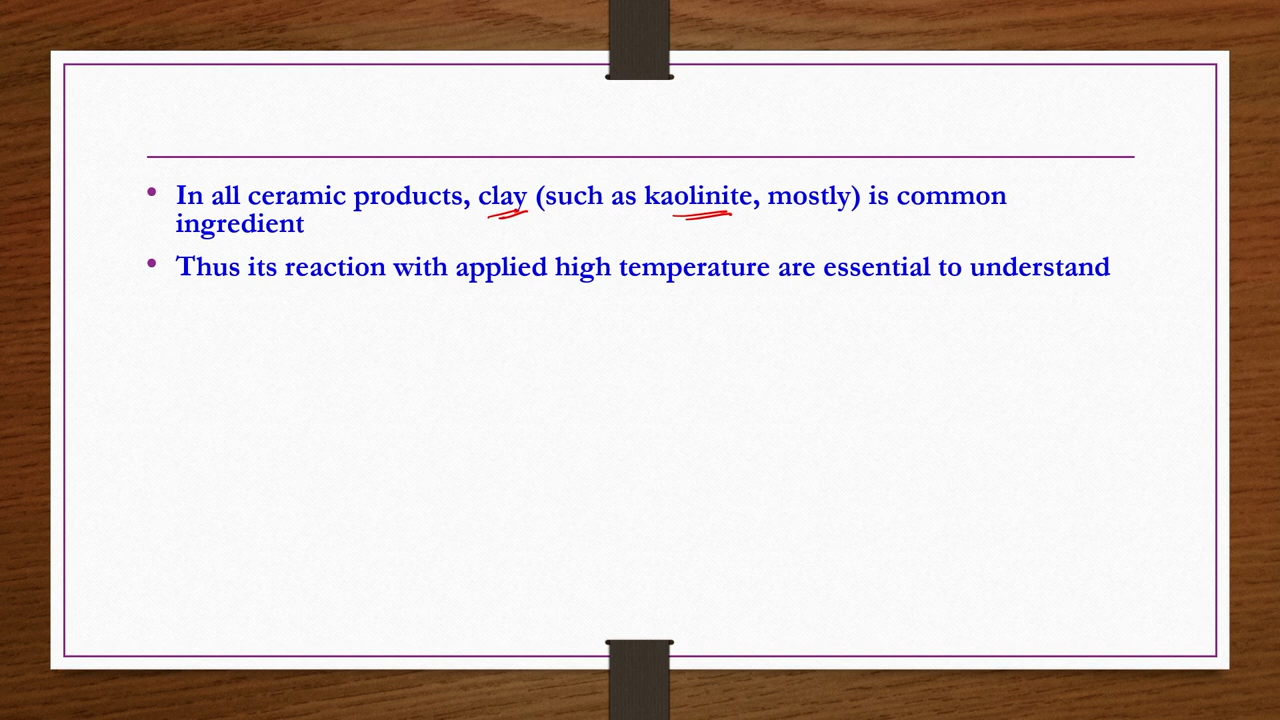 • In all ceramic products, clay (such as kaolinite, mostly) is common
ingredient
• Thus its reaction with applied high temperature are essential to understand